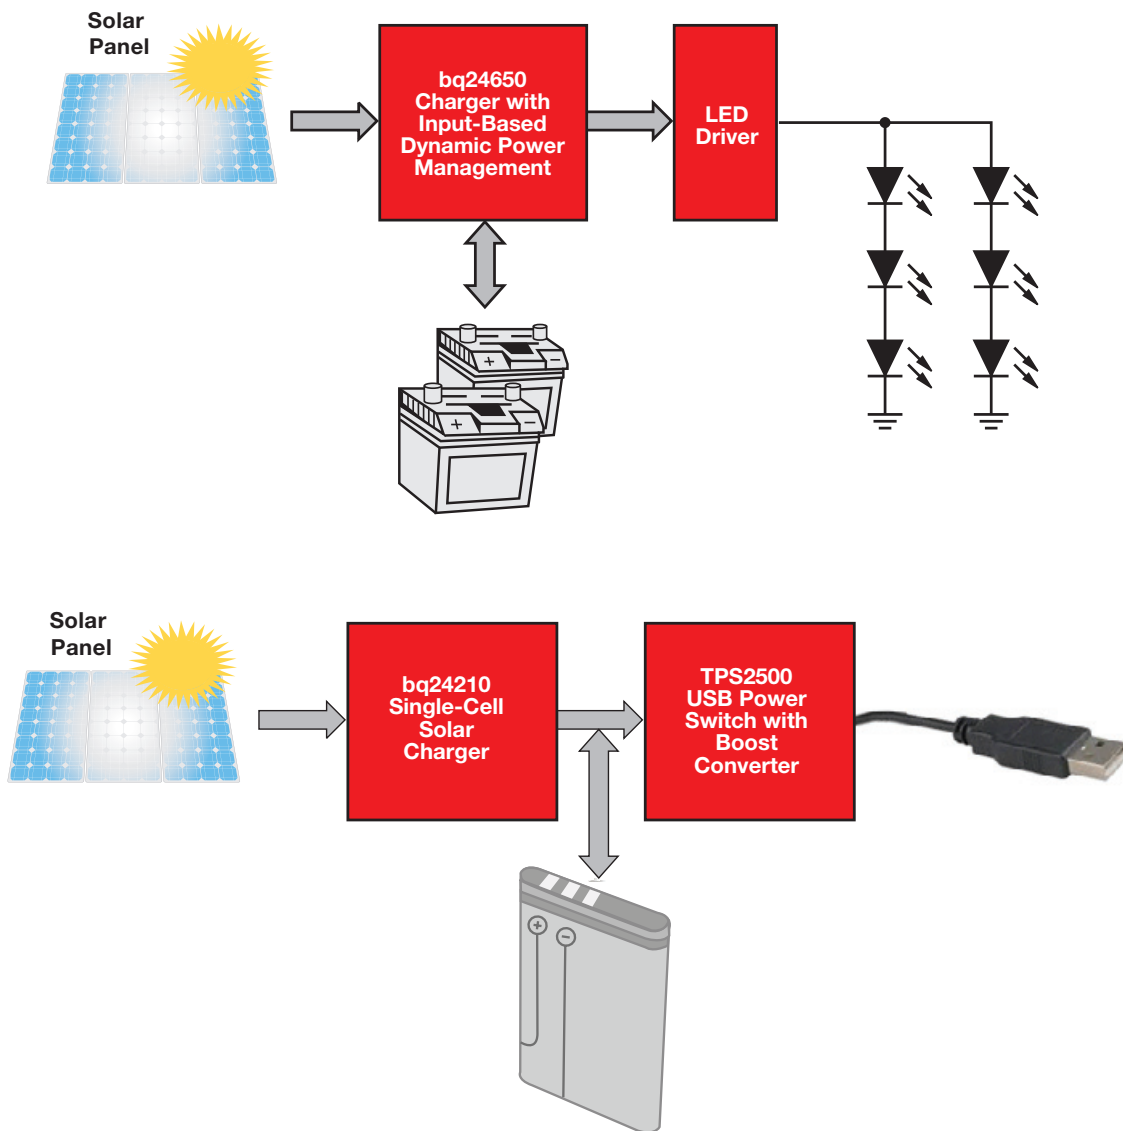 Solar
Panel
bq24650
Charger with
Input-Based
Dynamic Power
Management
LED
Driver
+
−
+
−
Solar
Panel
bq24210
Single-Cell
Solar
Charger
TPS2500
USB Power
Switch with
Boost
Converter
+
−